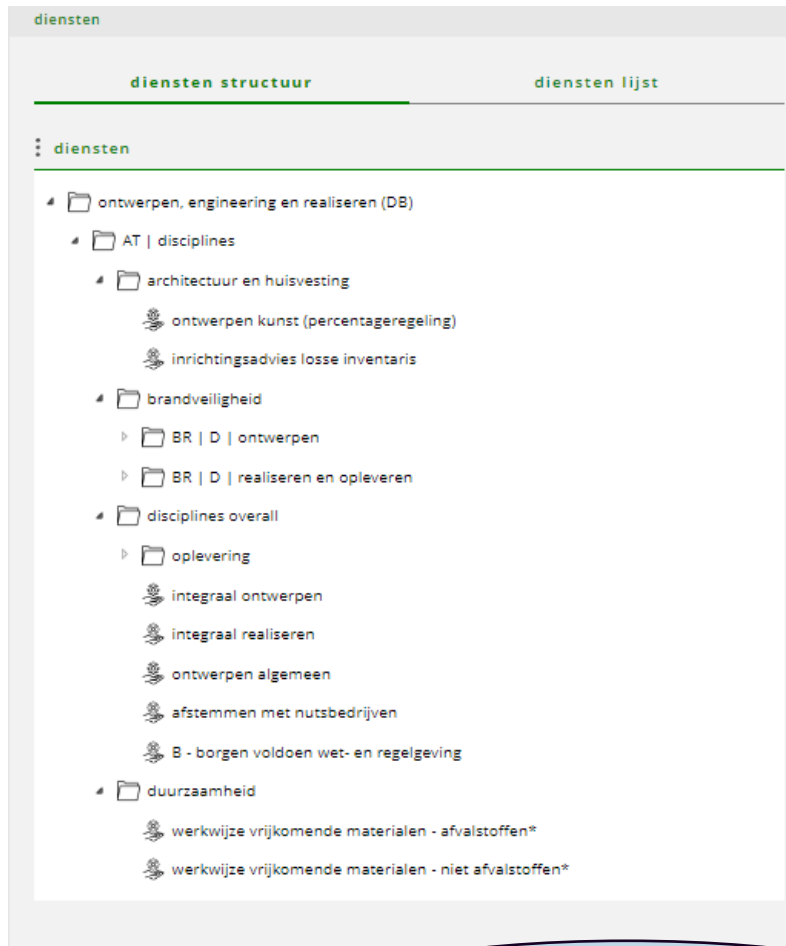 diensten
diensten structuur
diensten lijst
diensten
ontwerpen, engineering en realiseren (DB)
AT | disciplines
architectuur en huisvesting
ontwerpen kunst (percentageregeling)
inrichtingsadvies losse inventaris
brandveiligheid
BR | D | ontwerpen
BR | D | realiseren en opleveren
disciplines overall
oplevering
integraal ontwerpen
integraal realiseren
ontwerpen algemeen
afstemmen met nutsbedrijven
B - borgen voldoen wet- en regelgeving
duurzaamheid
werkwijze vrijkomende materialen - afvalstoffen*
werkwijze vrijkomende materialen - niet afvalstoffen*